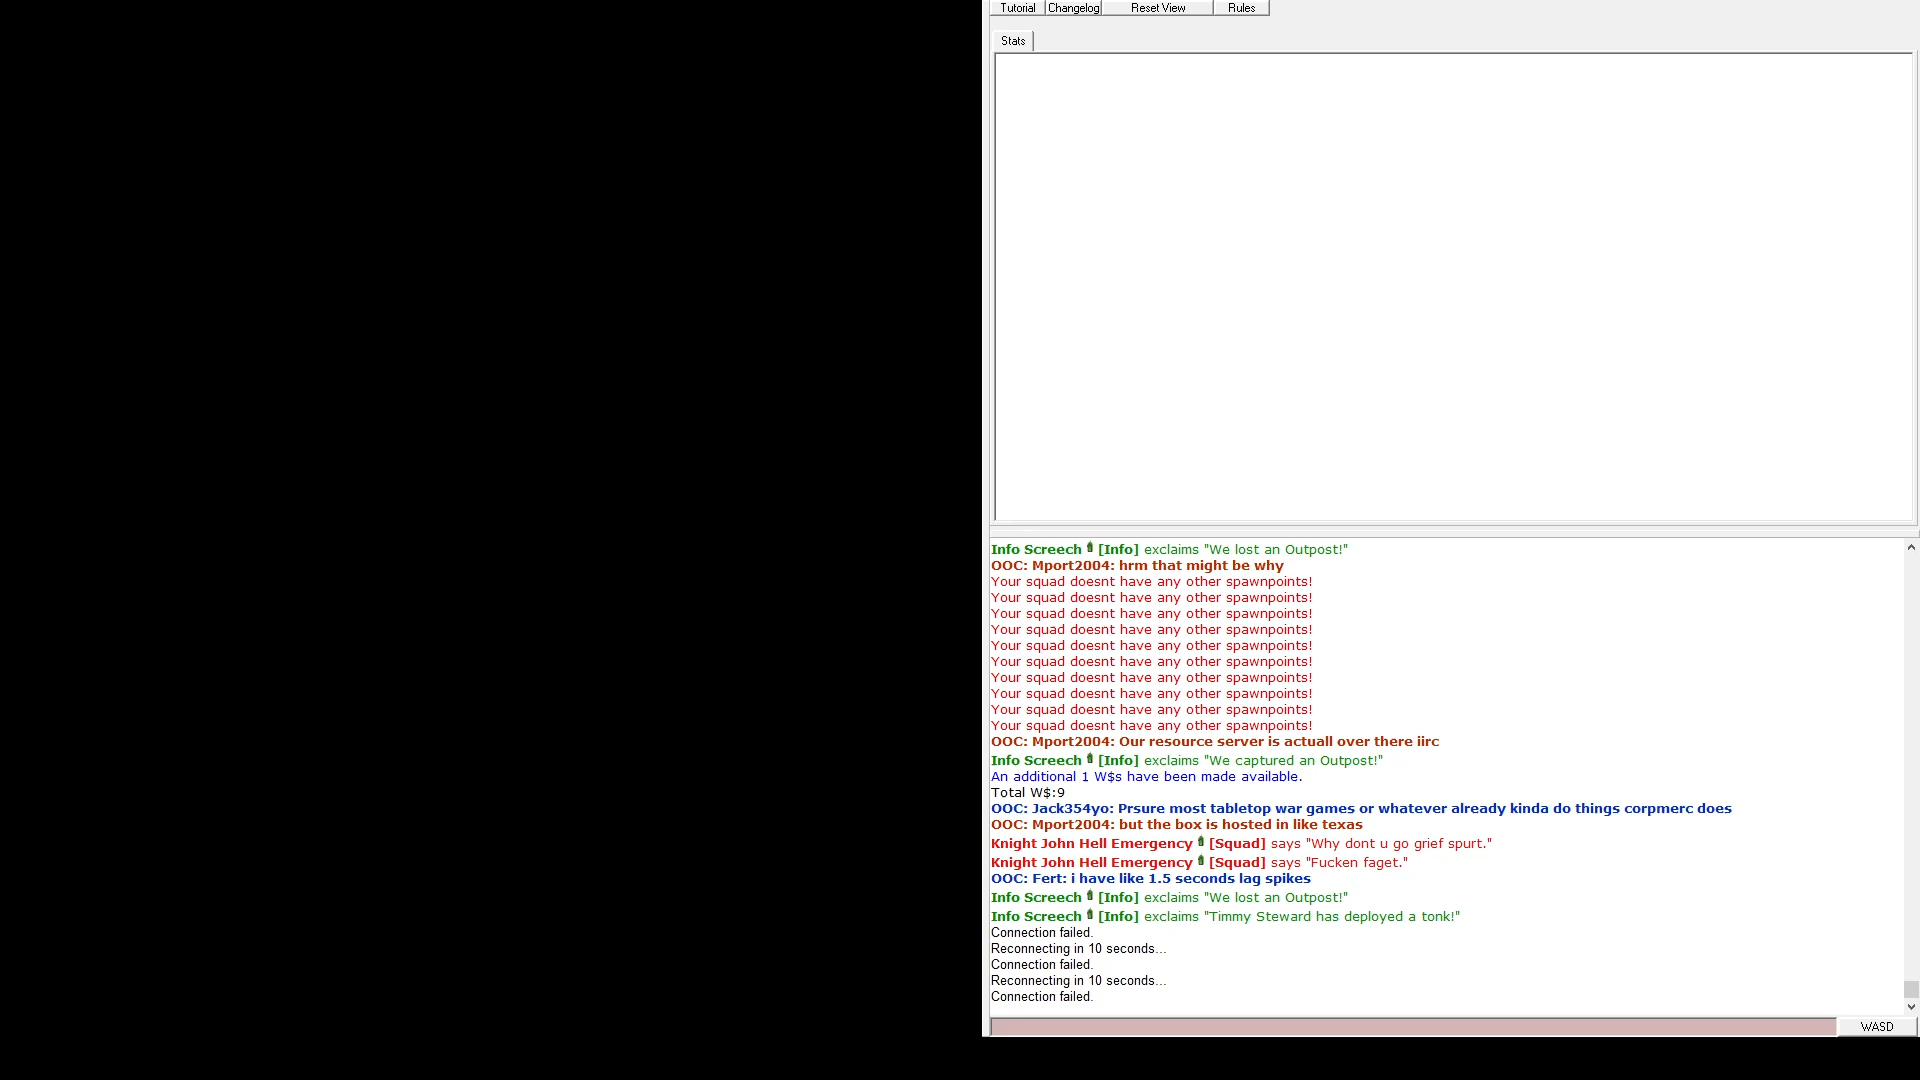 Tutorial Changelog Reset View Rules
Stats
Info Screech [Info] exclaims "We lost an Outpost!"
OOC: Mport2004: hrm that might be why
Your squad doesnt have any other spawnpoints!
Your squad doesnt have any other spawnpoints!
Your squad doesnt have any other spawnpoints!
Your squad doesnt have any other spawnpoints!
Your squad doesnt have any other spawnpoints!
Your squad doesnt have any other spawnpoints!
Your squad doesnt have any other spawnpoints!
Your squad doesnt have any other spawnpoints!
Your squad doesnt have any other spawnpoints!
Your squad doesnt have any other spawnpoints!
OOC: Mport2004: Our resource server is actuall over there iirc
Info Screech [Info] exclaims "We captured an Outpost!"
An additional 1 W$s have been made available.
Total W$:9
OOC: Jack354yo: Prsure most tabletop war games or whatever already kinda do things corpmerc does
OOC: Mport2004: but the box is hosted in like texas
Knight John Hell Emergency [Squad] says "Why dont u go grief spurt."
Knight John Hell Emergency [Squad] says "Fucken faget."
OOC: Fert: i have like 1.5 seconds lag spikes
Info Screech [Info] exclaims "We lost an Outpost!"
Info Screech [Info] exclaims "Timmy Steward has deployed a tonk!"
Connection failed.
Reconnecting in 10 seconds...
Connection failed.
Reconnecting in 10 seconds...
Connection failed.
WASD